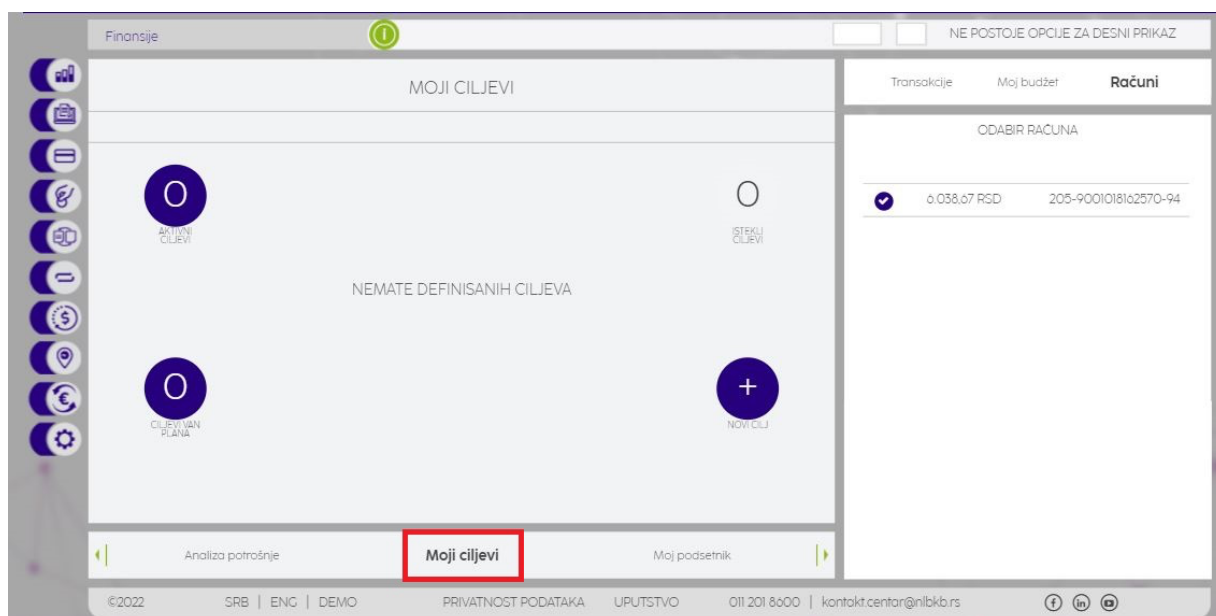 Finansije
NE POSTOJE OPCIJE ZA DESNI PRIKAZ
MOJI CILJEVI
Transakcije Moj budžet Računi
ODABIR RAČUNA
6.038,67 RSD 205-9001018162570-94
0
AKTIVNI
CILJEVI
0
ISTEKLI
CILJEVI
NEMATE DEFINISANIH CILJEVA
0
CILJEVI VAN
PLANA
+
NOVI CILJ
Analiza potrošnje Moji ciljevi Moj podsetnik
©2022 SRB | ENG | DEMO PRIVATNOST PODATAKA UPUTSTVO 011 201 8600 | kontakt.centar@nlbkb.rs